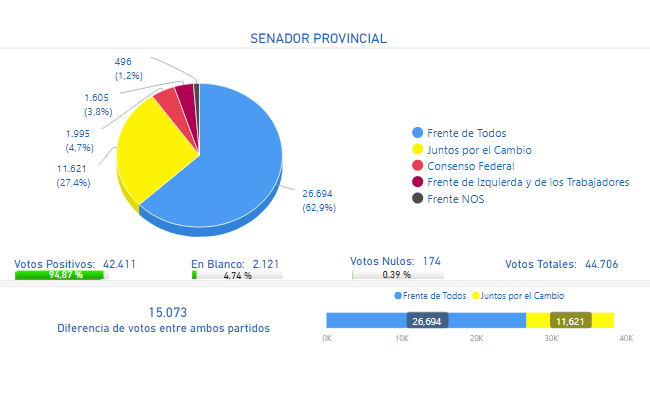 SENADOR PROVINCIAL
496
(1,2%)
1.605
(3,8%)
1.995
(4,7%)
11.621
(27,4%)
26.694
(62,9%)
Frente de Todos
Juntos por el Cambio
Consenso Federal
Frente de Izquierda y de los Trabajadores
Frente NOS
Votos Positivos: 42.411
94,87 %
En Blanco: 2.121
4,74 %
Votos Nulos: 174
0,39 %
Votos Totales: 44.706
15.073
Diferencia de votos entre ambos partidos
Frente de Todos Juntos por el Cambio
26,694 11,621
0K 10K 20K 30K 40K